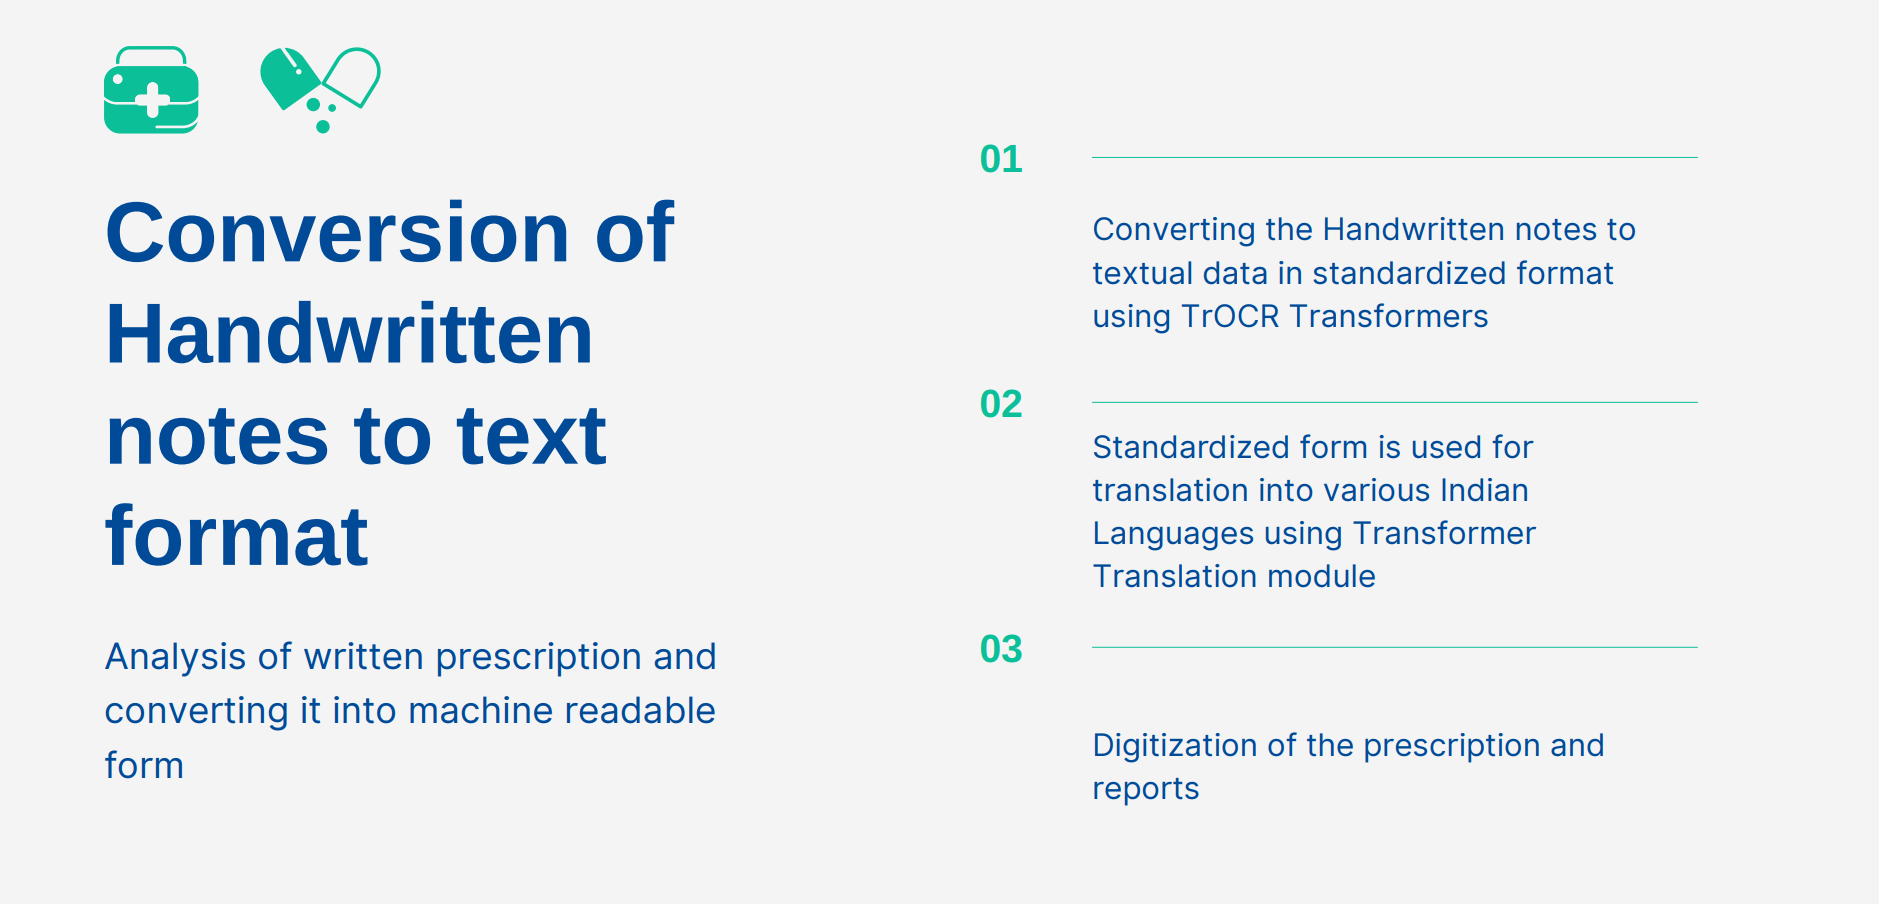 Conversion of
Handwritten
notes to text
format
Analysis of written prescription and
converting it into machine readable
form
01
Converting the Handwritten notes to
textual data in standardized format
using TrOCR Transformers
02
Standardized form is used for
translation into various Indian
Languages using Transformer
Translation module
03
Digitization of the prescription and
reports